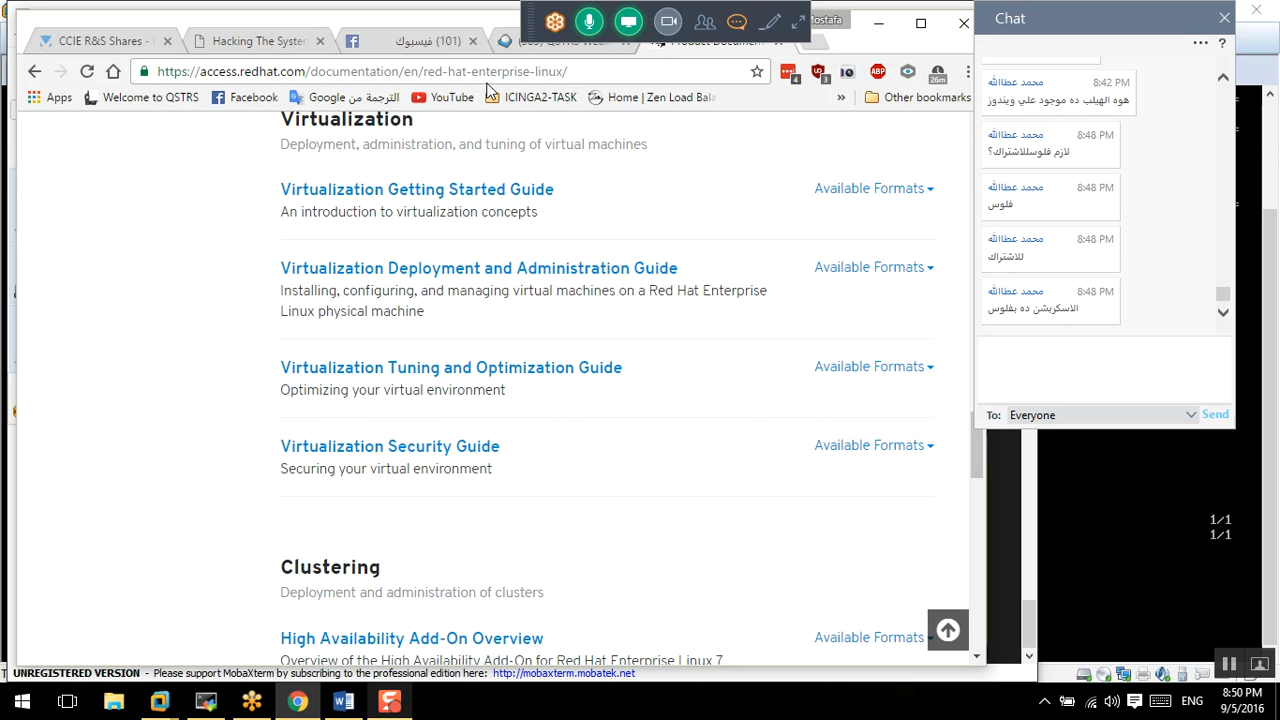 Mostafa
CCIE R&S Shares -
Hacking The System
(101) فيسبوك
https://access.redhat.com/documentation/en/red-hat-enterprise-linux/
4
3
ABP
26m
Apps
Welcome to QSTRS
Facebook
الترجمة من Google
YouTube
ICINGA2-TASK
Home | Zen Load Bala
»
Other bookmarks
Virtualization
Deployment, administration, and tuning of virtual machines
Virtualization Getting Started Guide
Available Formats
An introduction to virtualization concepts
Virtualization Deployment and Administration Guide
Available Formats
Installing, configuring, and managing virtual machines on a Red Hat Enterprise
Linux physical machine
Virtualization Tuning and Optimization Guide
Available Formats
Optimizing your virtual environment
Virtualization Security Guide
Available Formats
Securing your virtual environment
Clustering
Deployment and administration of clusters
High Availability Add-On Overview
Available Formats
Overview of the High Availability Add-On for Red Hat Enterprise Linux 7
Chat
محمد عطاالله 8:42 PM
هوه الهيلب ده موجود علي ويندوز
محمد عطاالله 8:48 PM
لازم فلوسللاشتراك؟
محمد عطاالله 8:48 PM
فلوس
محمد عطاالله 8:48 PM
للاشتراك
محمد عطاالله 8:48 PM
الاسكربشن ده بفلوس
To: Everyone
Send
1/1
1/1
UNREGISTERED VERSION - Please support MobaXterm by subscribing to the professional edition here: http://mobaxterm.mobatek.net
ENG
8:50 PM
9/5/2016